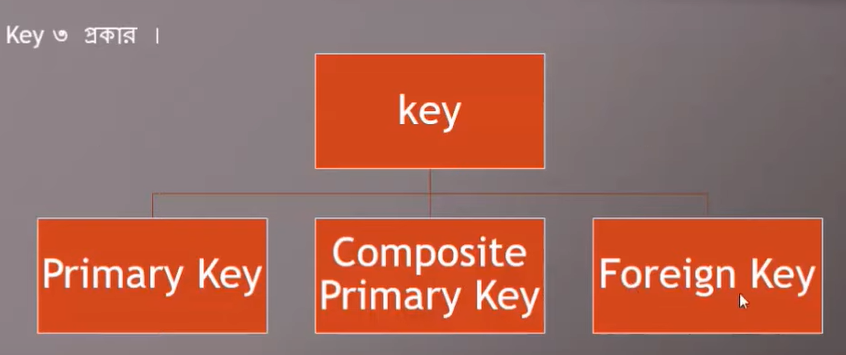 Key ৩ প্রকার ।
key
Primary Key
Composite
Primary Key
Foreign Key